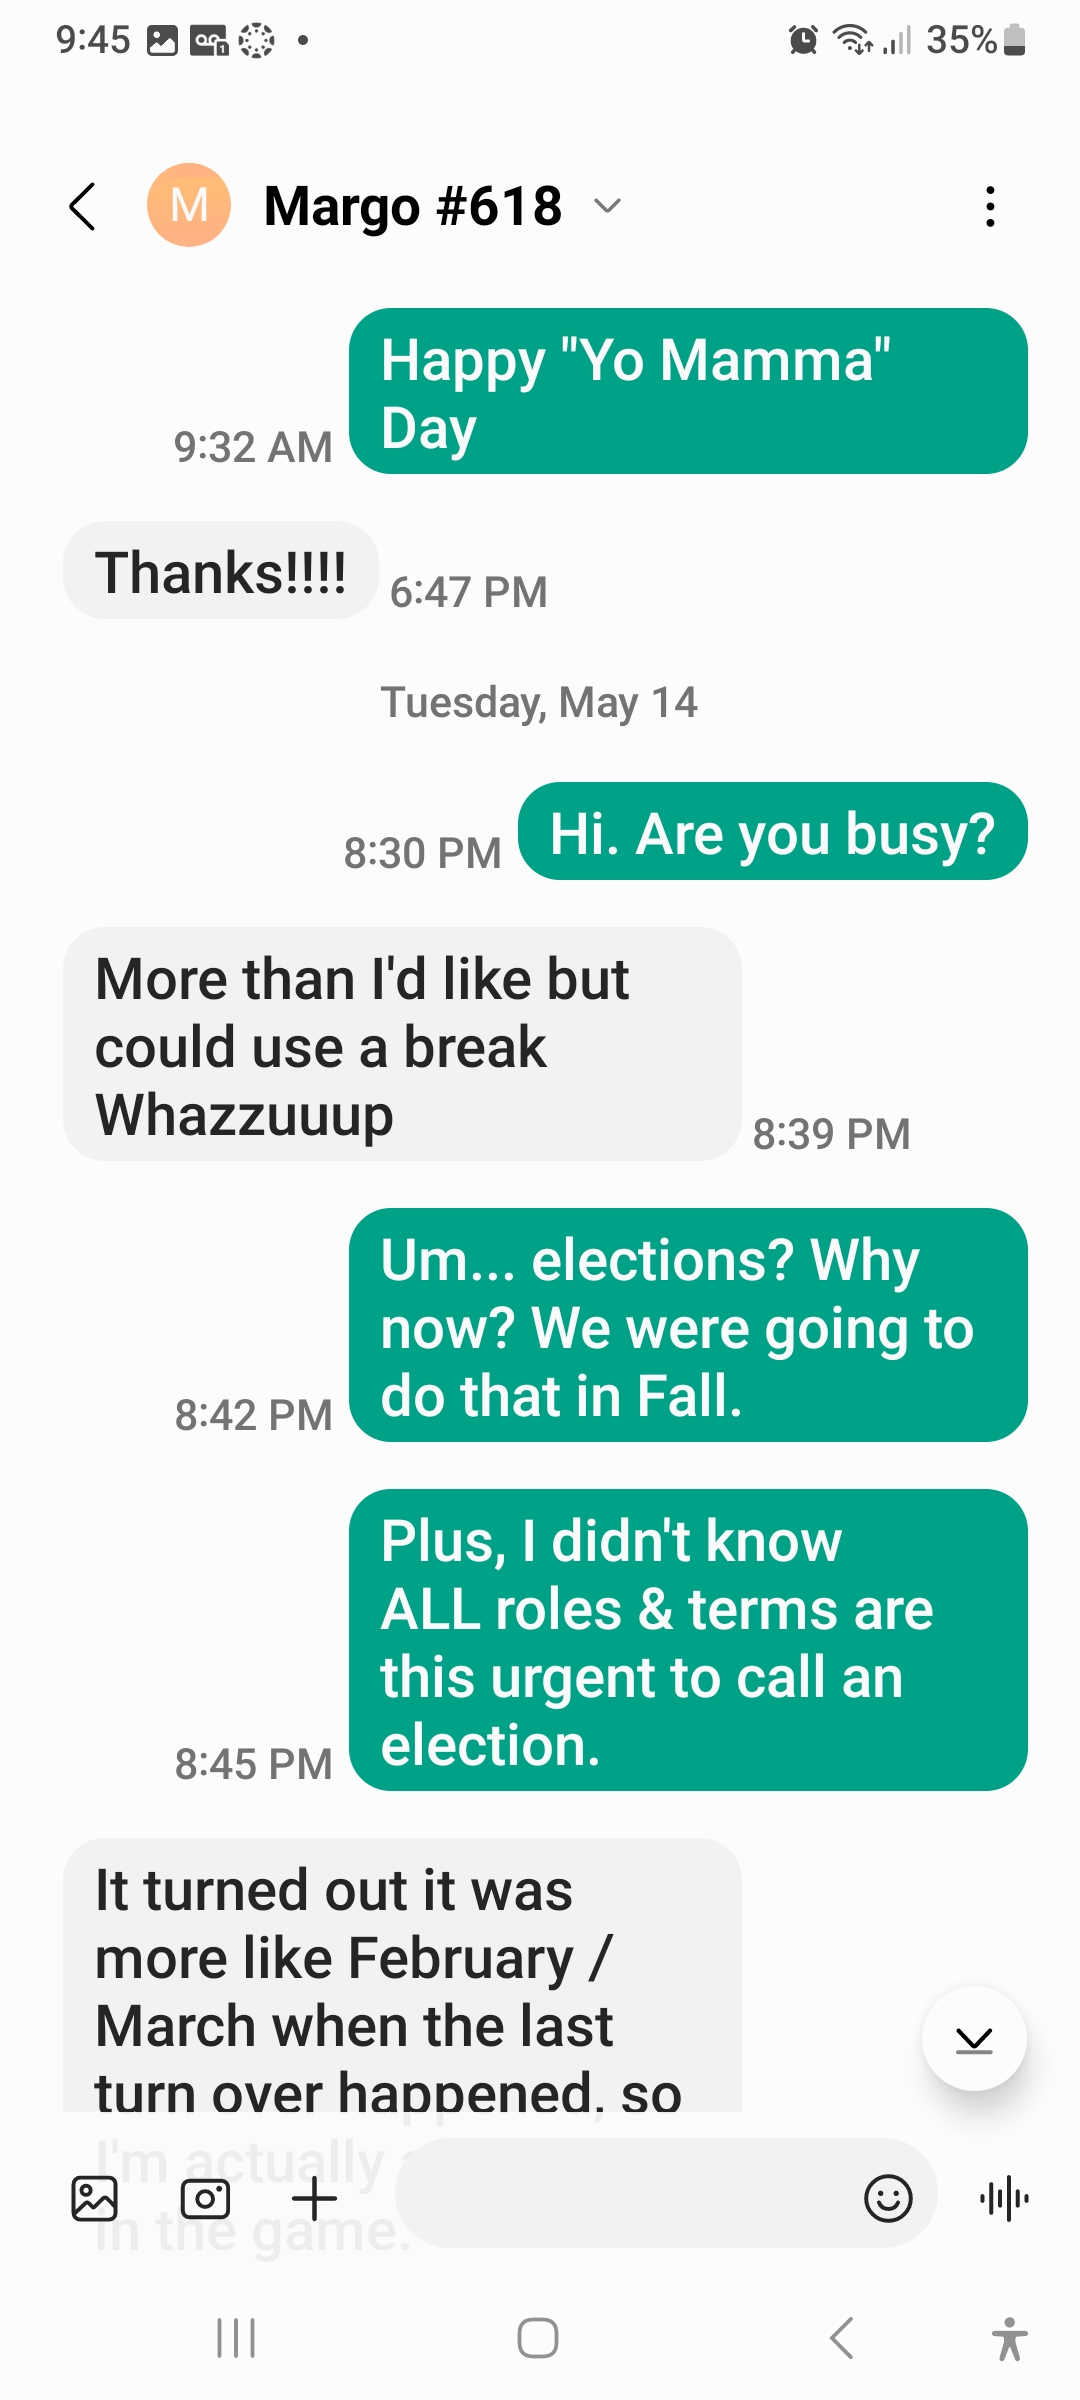 9:45
35%
M
Margo #618
Happy "Yo Mamma"
Day
9:32 AM
Thanks!!!!
6:47 PM
Tuesday, May 14
Hi. Are you busy?
8:30 PM
More than I'd like but
could use a break
Whazzuuup
8:39 PM
Um... elections? Why
now? We were going to
do that in Fall.
8:42 PM
Plus, I didn't know
ALL roles & terms are
this urgent to call an
election.
8:45 PM
It turned out it was
more like February /
March when the last
turn over happened, so
I'm actually
in the game.